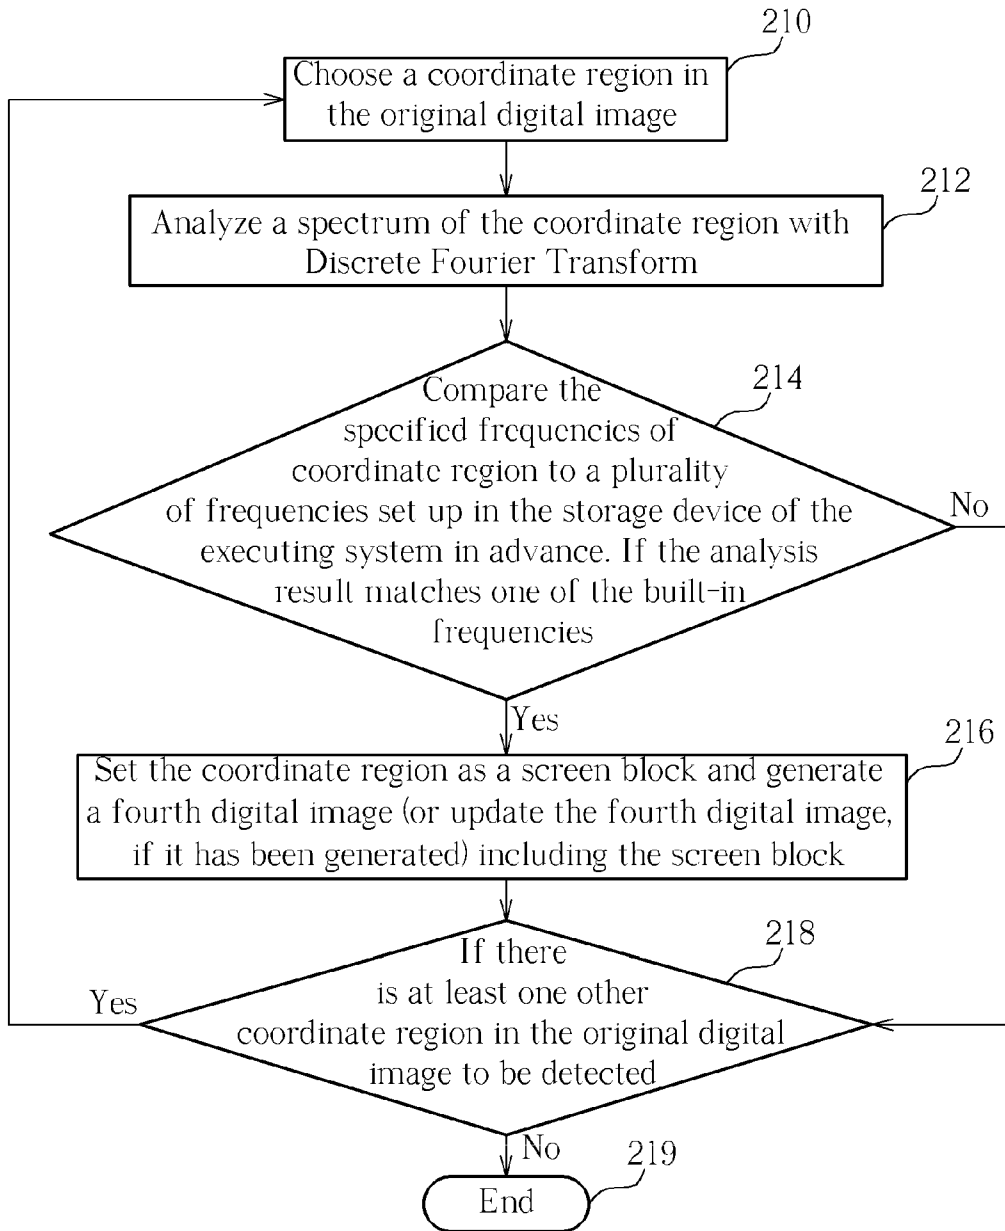 210
Choose a coordinate region in
the original digital image
212
Analyze a spectrum of the coordinate region with
Discrete Fourier Transform
214
Compare the
specified frequencies of
coordinate region to a plurality
of frequencies set up in the storage device of the
executing system in advance. If the analysis
result matches one of the built-in
frequencies
No
Yes
216
Set the coordinate region as a screen block and generate
a fourth digital image (or update the fourth digital image,
if it has been generated) including the screen block
218
If there
is at least one other
coordinate region in the original digital
image to be detected
Yes
No
219
End